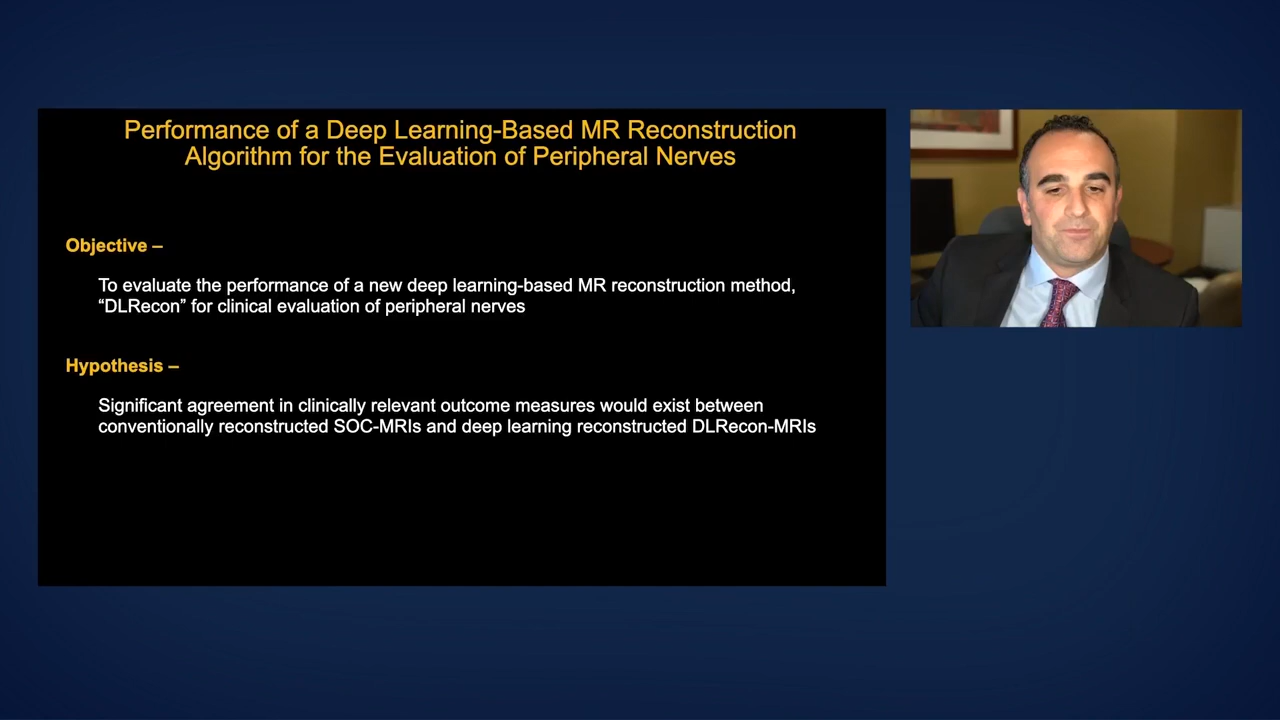 Performance of a Deep Learning-Based MR Reconstruction
Algorithm for the Evaluation of Peripheral Nerves
Objective –
To evaluate the performance of a new deep learning-based MR reconstruction method,
“DLRecon” for clinical evaluation of peripheral nerves
Hypothesis –
Significant agreement in clinically relevant outcome measures would exist between
conventionally reconstructed SOC-MRIs and deep learning reconstructed DLRecon-MRIs